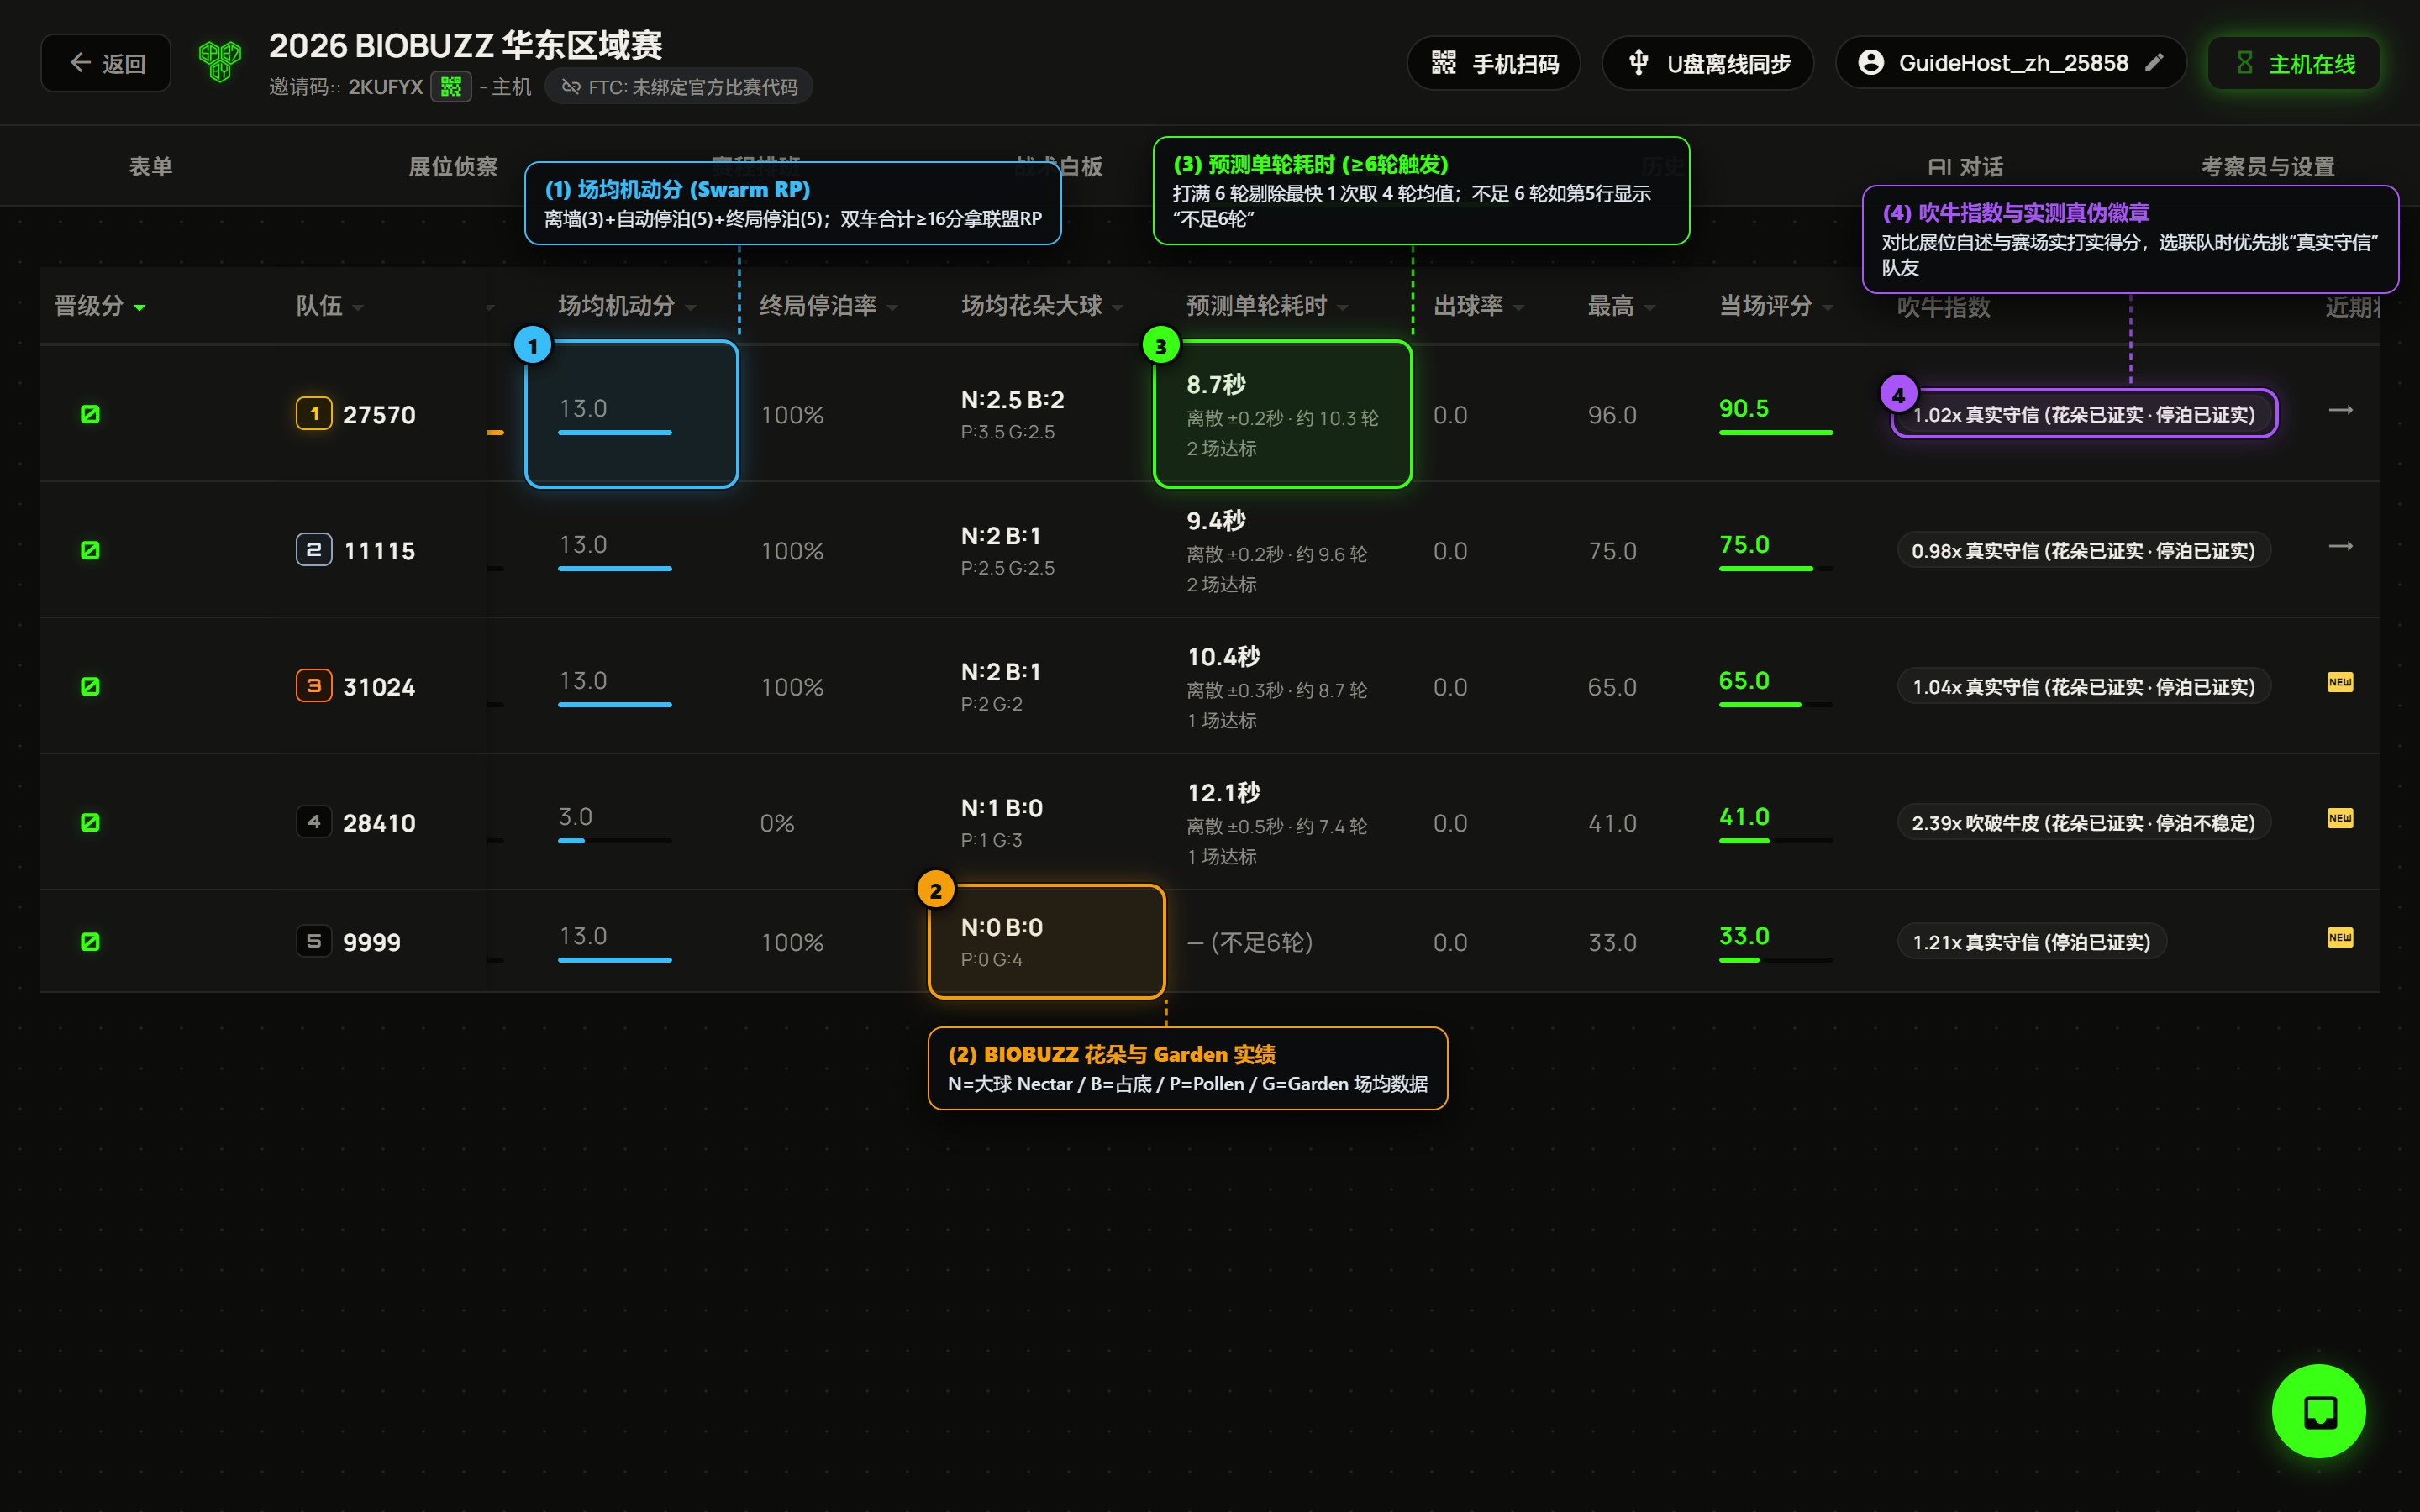 返回
2026 BIOBUZZ 华东区域赛
邀请码:: 2KUFYX - 主机
FTC: 未绑定官方比赛代码
手机扫码
U盘离线同步
GuideHost_zh_25858
主机在线
表单
展位侦察
赛程排班
战术白板
历史
AI 对话
考察员与设置
(1) 场均机动分 (Swarm RP)
离墙(3)+自动停泊(5)+终局停泊(5)；双车合计≥16分拿联盟RP
(3) 预测单轮耗时 (≥6轮触发)
打满 6 轮剔除最快 1 次取 4 轮均值；不足 6 轮如第5行显示
“不足6轮”
(4) 吹牛指数与实测真伪徽章
对比展位自述与赛场实打实得分，选联队时优先挑“真实守信”
队友
晋级分
队伍
场均机动分
终局停泊率
场均花朵大球
预测单轮耗时
出球率
最高
当场评分
吹牛指数
近期
0
1 27570
1
13.0
100%
N:2.5 B:2
P:3.5 G:2.5
3
8.7秒
离散 ±0.2秒 · 约 10.3 轮
2 场达标
0.0
96.0
90.5
4
1.02x 真实守信 (花朵已证实 · 停泊已证实)
→
0
2 11115
13.0
100%
N:2 B:1
P:2.5 G:2.5
9.4秒
离散 ±0.2秒 · 约 9.6 轮
2 场达标
0.0
75.0
75.0
0.98x 真实守信 (花朵已证实 · 停泊已证实)
→
0
3 31024
13.0
100%
N:2 B:1
P:2 G:2
10.4秒
离散 ±0.3秒 · 约 8.7 轮
1 场达标
0.0
65.0
65.0
1.04x 真实守信 (花朵已证实 · 停泊已证实)
NEW
0
4 28410
3.0
0%
N:1 B:0
P:1 G:3
12.1秒
离散 ±0.5秒 · 约 7.4 轮
1 场达标
0.0
41.0
41.0
2.39x 吹破牛皮 (花朵已证实 · 停泊不稳定)
NEW
0
5 9999
13.0
100%
2
N:0 B:0
P:0 G:4
— (不足6轮)
0.0
33.0
33.0
1.21x 真实守信 (停泊已证实)
NEW
(2) BIOBUZZ 花朵与 Garden 实绩
N=大球 Nectar / B=占底 / P=Pollen / G=Garden 场均数据